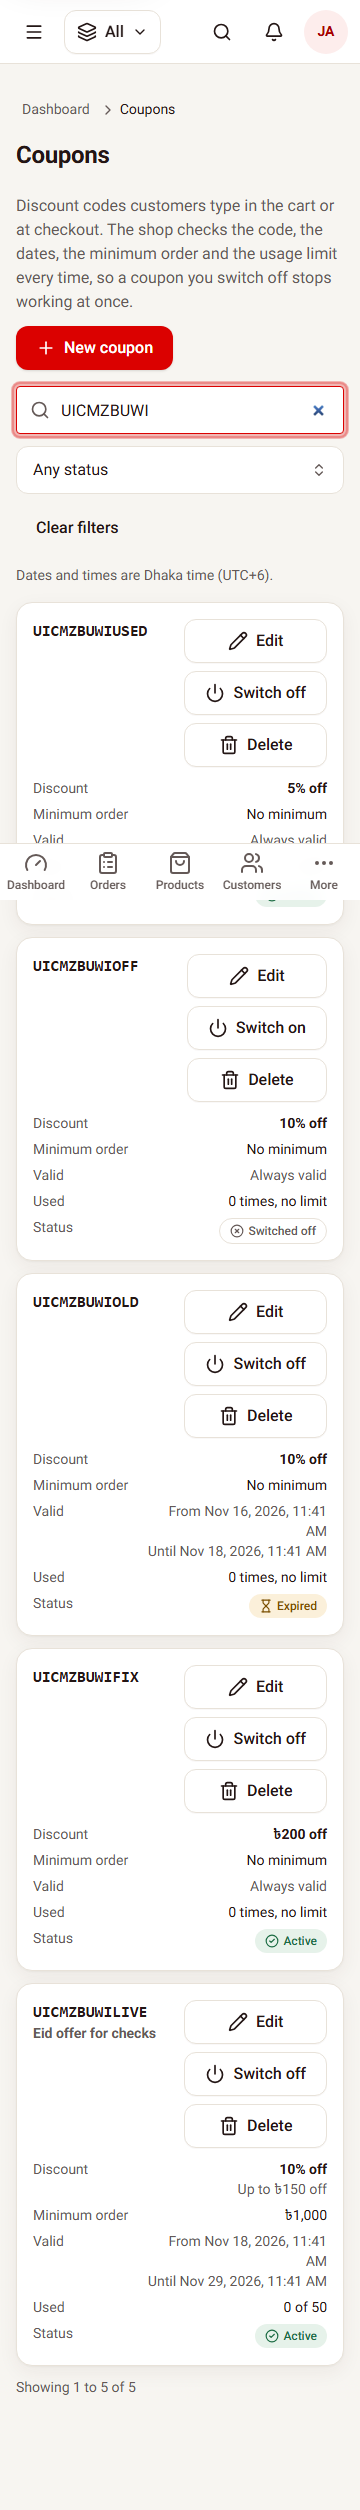 All
JA
Dashboard > Coupons
Coupons
Discount codes customers type in the cart or
at checkout. The shop checks the code, the
dates, the minimum order and the usage limit
every time, so a coupon you switch off stops
working at once.
New coupon
UICMZBUWI
Any status
Clear filters
Dates and times are Dhaka time (UTC+6).
UICMZBUWIUSED
Edit
Switch off
Delete
Discount 5% off
Minimum order No minimum
Valid Always valid
Dashboard Orders Products Customers More
UICMZBUWIOFF
Edit
Switch on
Delete
Discount 10% off
Minimum order No minimum
Valid Always valid
Used 0 times, no limit
Status Switched off
UICMZBUWIOLD
Edit
Switch off
Delete
Discount 10% off
Minimum order No minimum
Valid From Nov 16, 2026, 11:41
AM
Until Nov 18, 2026, 11:41 AM
Used 0 times, no limit
Status Expired
UICMZBUWIFIX
Edit
Switch off
Delete
Discount ৳200 off
Minimum order No minimum
Valid Always valid
Used 0 times, no limit
Status Active
UICMZBUWILIVE
Eid offer for checks
Edit
Switch off
Delete
Discount 10% off
Up to ৳150 off
Minimum order ৳1,000
Valid From Nov 18, 2026, 11:41
AM
Until Nov 29, 2026, 11:41 AM
Used 0 of 50
Status Active
Showing 1 to 5 of 5